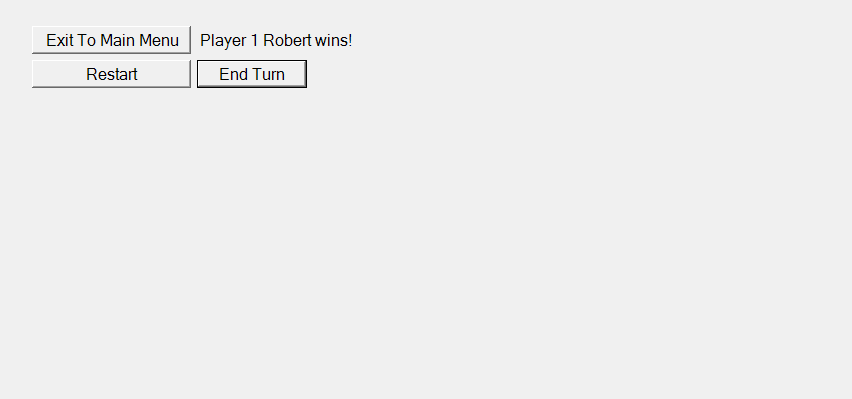 Exit To Main Menu Player 1 Robert wins!
Restart End Turn